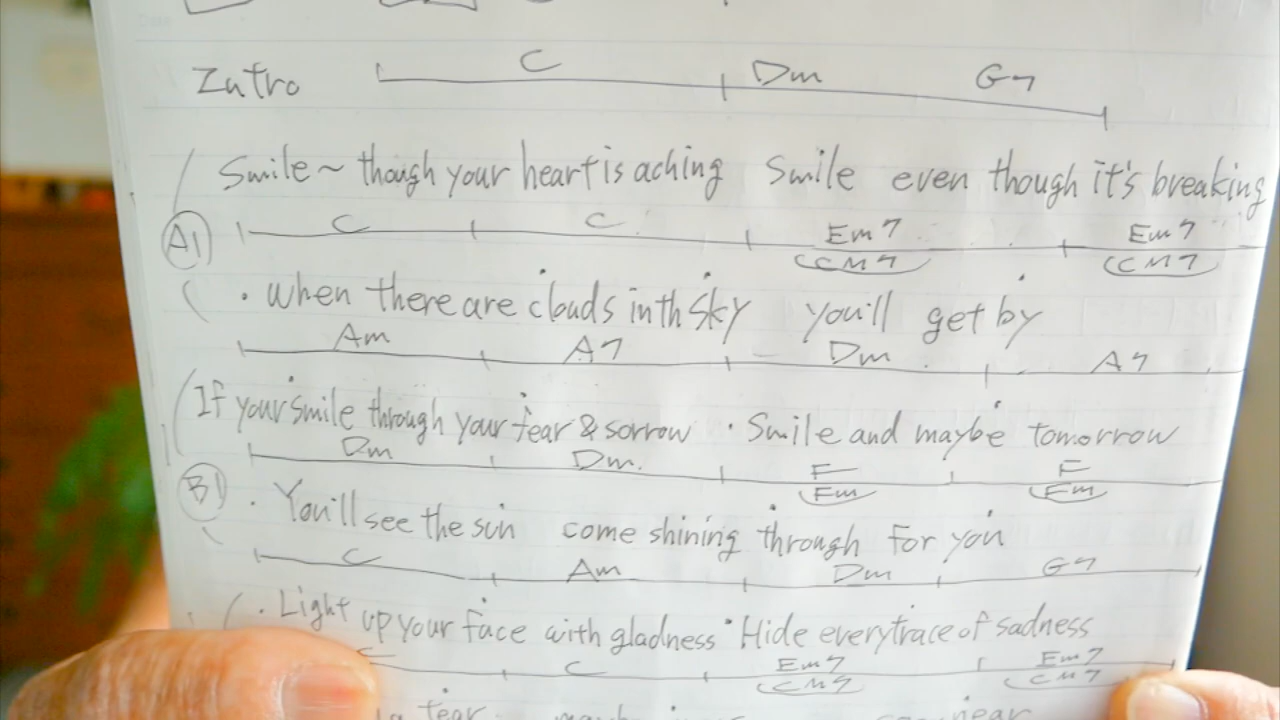 Intro C Dm G7
Smile~ though your heart is aching Smile even though it's breaking
A1 C C Em7 Em7
(CM7) (CM7)
・When there are clouds in th sky you'll get by
Am A7 Dm A7
If your smile through your fear & sorrow ・Smile and maybe tomorrow
Dm Dm. F F
(Fm) (Fm)
B1 ・You'll see the sun come shining through for you
C Am Dm G7
・Light up your face with gladness ・Hide every trace of sadness
C C Em7 Em7
(CM7) (CM7)
tear